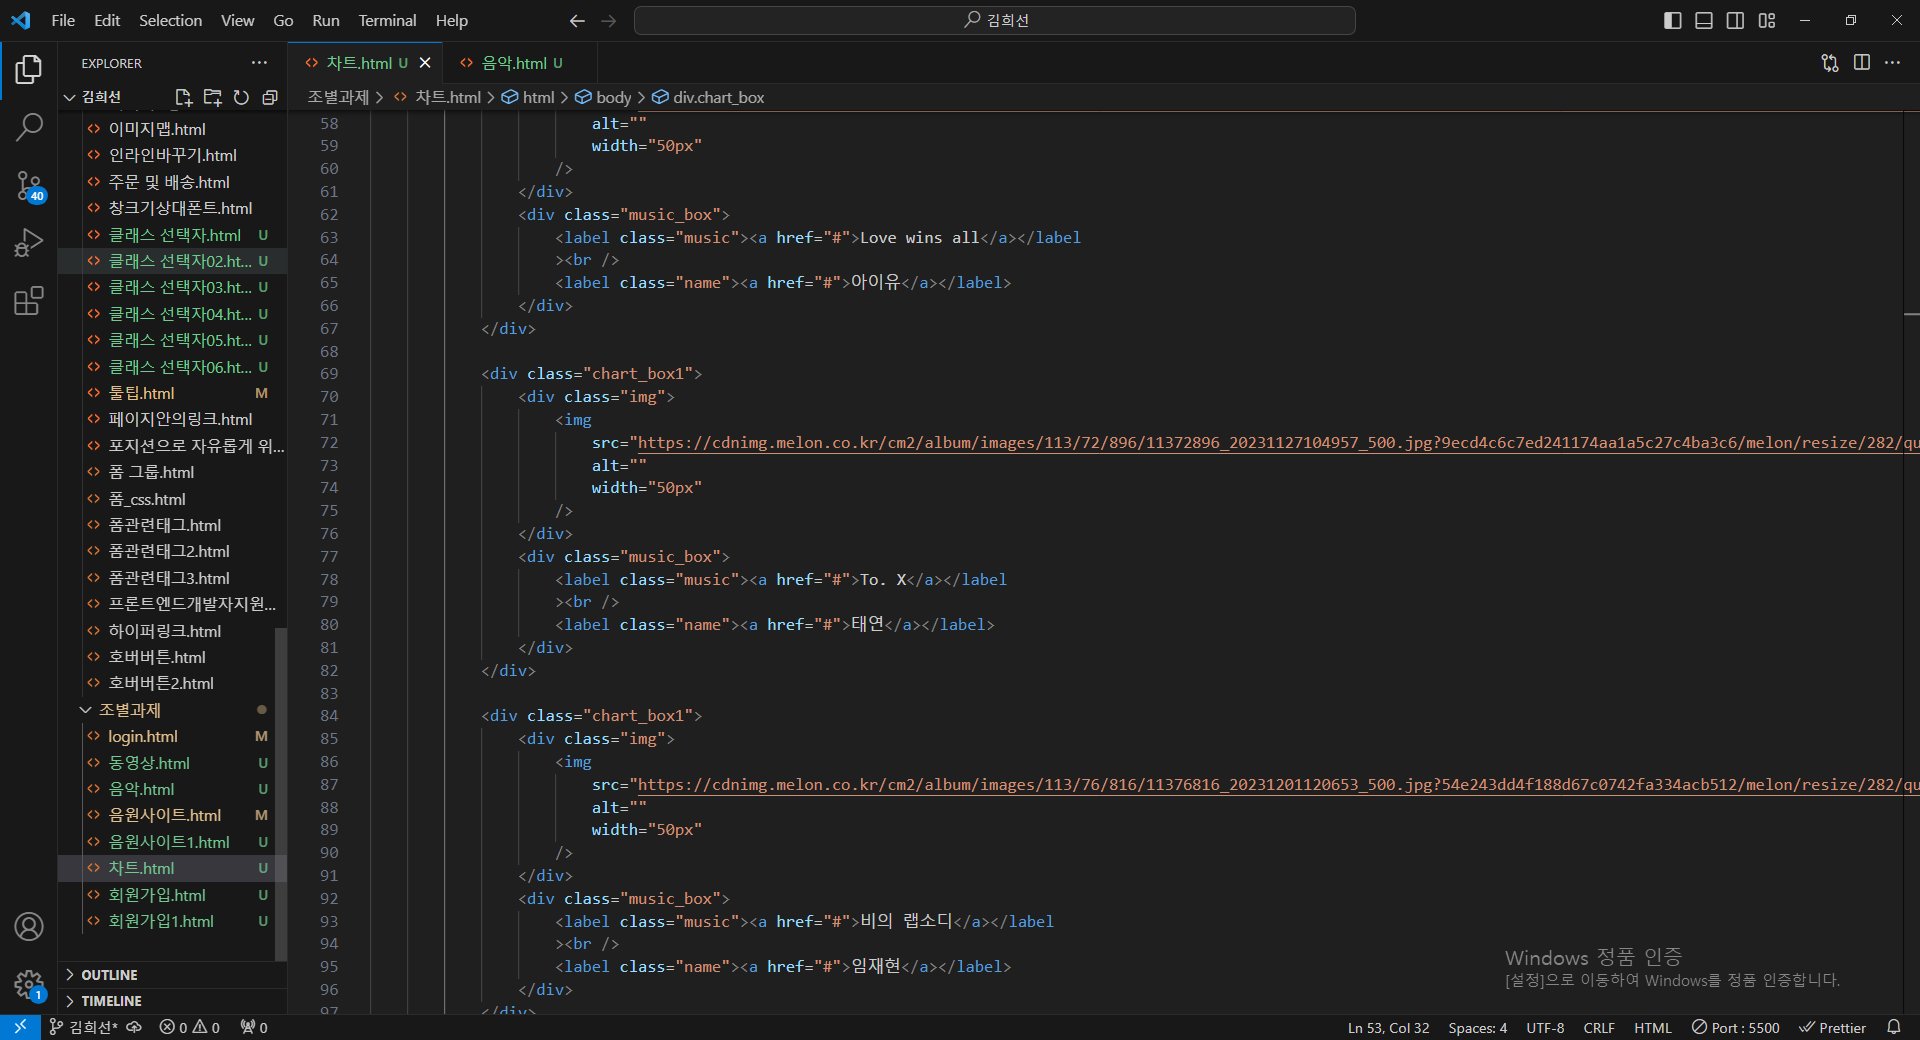 File Edit Selection View Go Run Terminal Help
김희선
EXPLORER
김희선
이미지맵.html
인라인바꾸기.html
주문 및 배송.html
창크기상대폰트.html
클래스 선택자.html U
클래스 선택자02.ht... U
클래스 선택자03.ht... U
클래스 선택자04.ht... U
클래스 선택자05.ht... U
클래스 선택자06.ht... U
툴팁.html M
페이지안의링크.html
포지션으로 자유롭게 위...
폼 그룹.html
폼_css.html
폼관련태그.html
폼관련태그2.html
폼관련태그3.html
프론트엔드개발자지원...
하이퍼링크.html
호버버튼.html
호버버튼2.html
조별과제
login.html M
동영상.html U
음악.html U
음원사이트.html M
음원사이트1.html U
차트.html U
회원가입.html U
회원가입1.html U
OUTLINE
TIMELINE
40
1
차트.html U
음악.html U
조별과제 > 차트.html > html > body > div.chart_box
58 alt=""
59 width="50px"
60 />
61 </div>
62 <div class="music_box">
63 <label class="music"><a href="#">Love wins all</a></label
64 ><br />
65 <label class="name"><a href="#">아이유</a></label>
66 </div>
67 </div>
68
69 <div class="chart_box1">
70 <div class="img">
71 <img
72 src="https://cdnimg.melon.co.kr/cm2/album/images/113/72/896/11372896_20231127104957_500.jpg?9ecd4c6c7ed241174aa1a5c27c4ba3c6/melon/resize/282/qu
73 alt=""
74 width="50px"
75 />
76 </div>
77 <div class="music_box">
78 <label class="music"><a href="#">To. X</a></label
79 ><br />
80 <label class="name"><a href="#">태연</a></label>
81 </div>
82 </div>
83
84 <div class="chart_box1">
85 <div class="img">
86 <img
87 src="https://cdnimg.melon.co.kr/cm2/album/images/113/76/816/11376816_20231201120653_500.jpg?54e243dd4f188d67c0742fa334acb512/melon/resize/282/qu
88 alt=""
89 width="50px"
90 />
91 </div>
92 <div class="music_box">
93 <label class="music"><a href="#">비의 랩소디</a></label
94 ><br />
95 <label class="name"><a href="#">임재현</a></label>
96 </div>
97 </div>
Windows 정품 인증
[설정]으로 이동하여 Windows를 정품 인증합니다.
김희선* 0 0 0 Ln 53, Col 32 Spaces: 4 UTF-8 CRLF HTML Port : 5500 Prettier